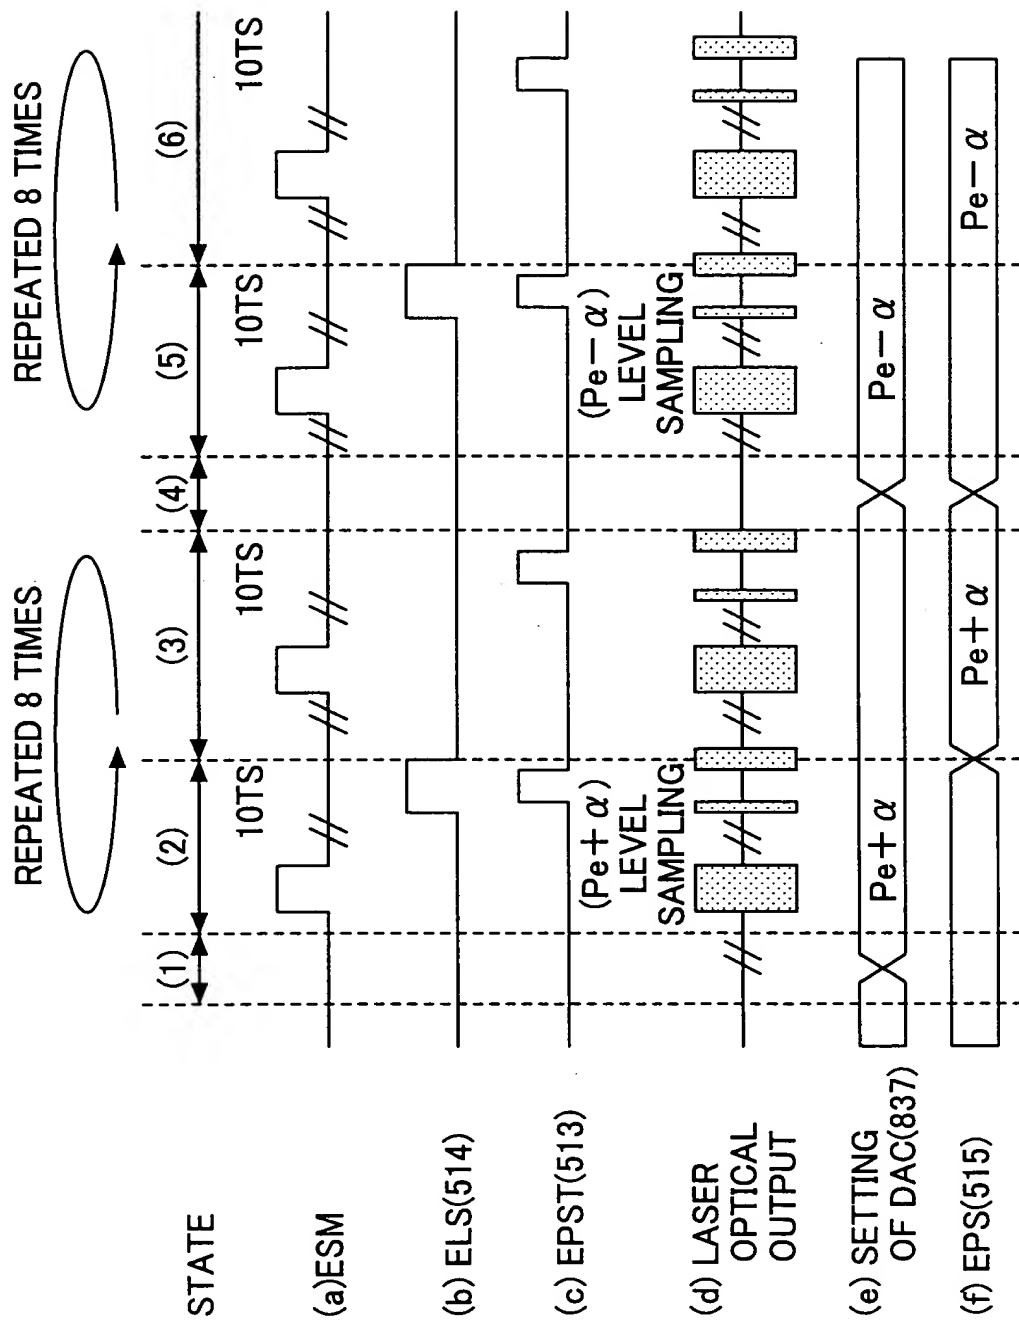 REPEATED 8 TIMES
REPEATED 8 TIMES
STATE
(1)
(2)
(3)
(4)
(5)
(6)
(a)ESM
10TS
10TS
10TS
10TS
(b) ELS(514)
(c) EPST(513)
(Pe+α)
LEVEL
SAMPLING
(Pe−α)
LEVEL
SAMPLING
(d) LASER
OPTICAL
OUTPUT
(e) SETTING
OF DAC(837)
Pe+α
Pe−α
(f) EPS(515)
Pe+α
Pe−α